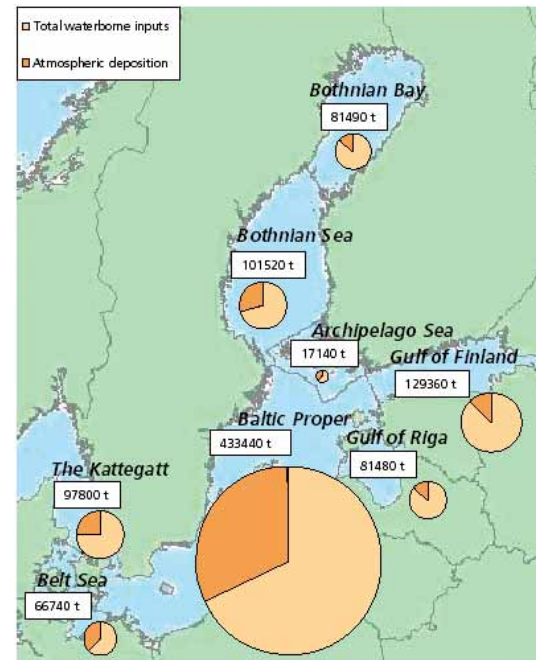 Total waterborne inputs
Atmospheric deposition
Bothnian Bay
81490 t
Bothnian Sea
101520 t
Archipelago Sea
17140 t
Gulf of Finland
129360 t
Baltic Proper
433440 t
Gulf of Riga
81480 t
The Kattegatt
97800 t
Belt Sea
66740 t